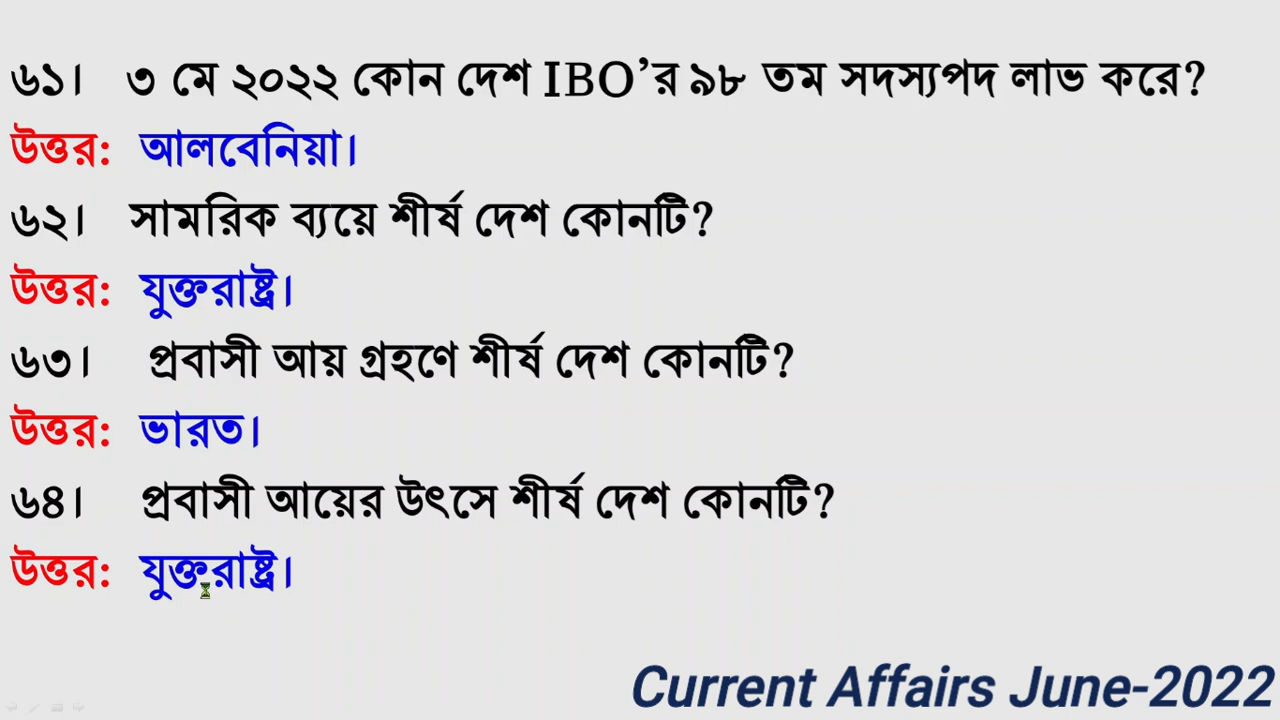 ৬১। ৩ মে ২০২২ কোন দেশ IBO’র ৯৮ তম সদস্যপদ লাভ করে?
উত্তর: আলবেনিয়া।
৬২। সামরিক ব্যয়ে শীর্ষ দেশ কোনটি?
উত্তর: যুক্তরাষ্ট্র।
৬৩। প্রবাসী আয় গ্রহণে শীর্ষ দেশ কোনটি?
উত্তর: ভারত।
৬৪। প্রবাসী আয়ের উৎসে শীর্ষ দেশ কোনটি?
উত্তর: যুক্তরাষ্ট্র।
Current Affairs June-2022